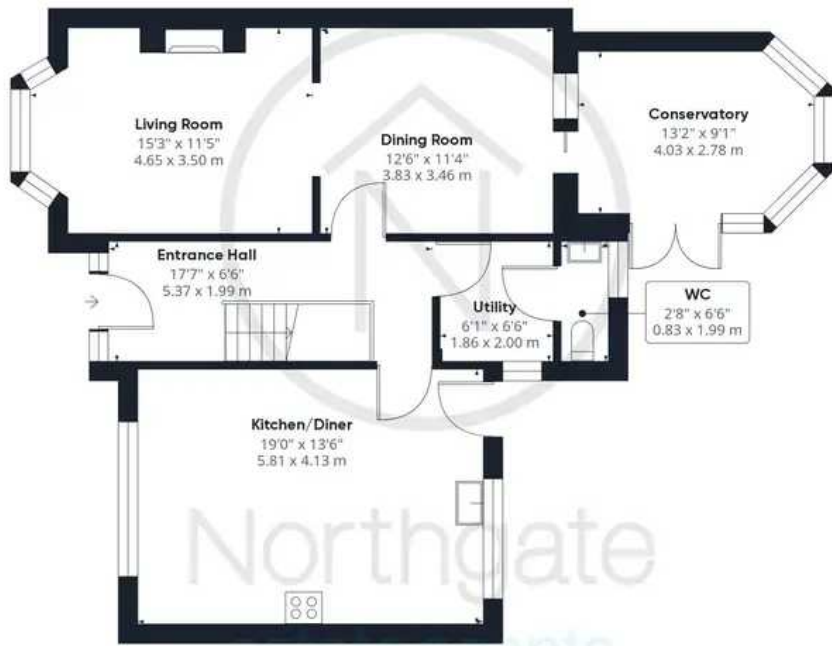 Living Room
15'3" x 11'5"
4.65 x 3.50 m
Dining Room
12'6" x 11'4"
3.83 x 3.46 m
Conservatory
13'2" x 9'1"
4.03 x 2.78 m
Entrance Hall
17'7" x 6'6"
5.37 x 1.99 m
Utility
6'1" x 6'6"
1.86 x 2.00 m
WC
2'8" x 6'6"
0.83 x 1.99 m
Kitchen/Diner
19'0" x 13'6"
5.81 x 4.13 m
Northgate